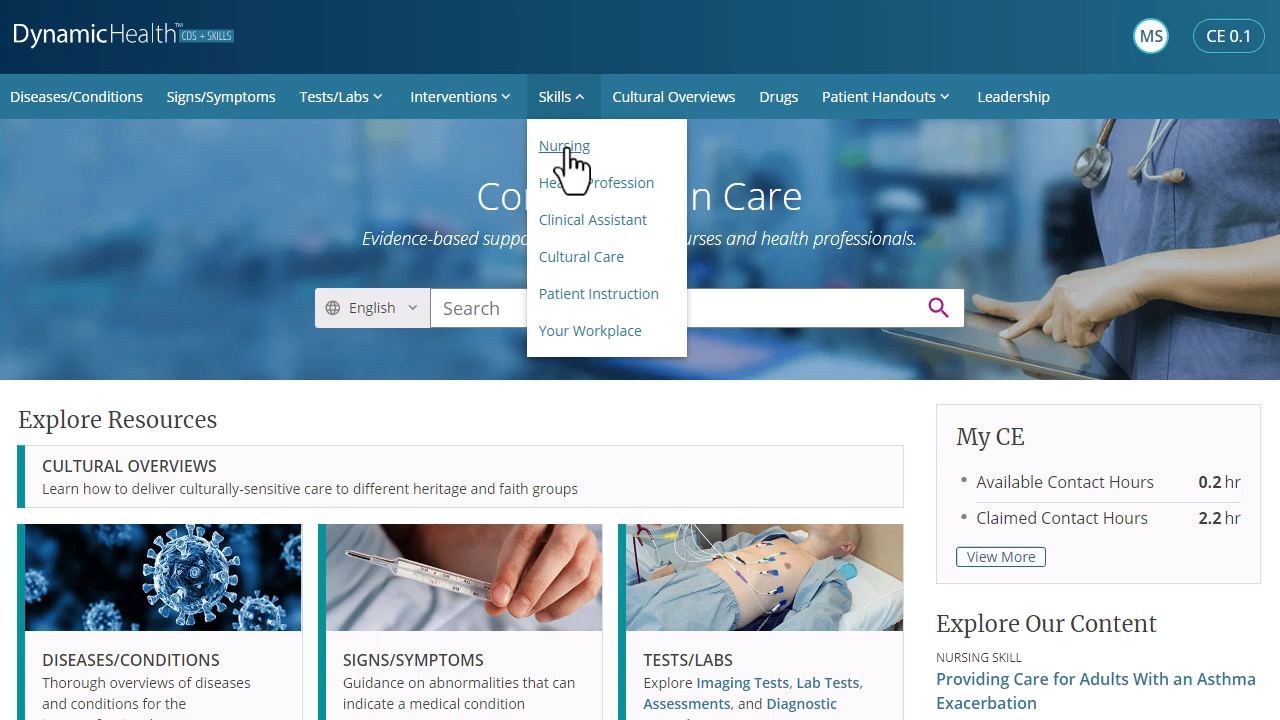 DynamicHealth™ CDS + SKILLS
MS
CE 0.1
Diseases/Conditions
Signs/Symptoms
Tests/Labs
Interventions
Skills
Cultural Overviews
Drugs
Patient Handouts
Leadership
Nursing
Profession
Clinical Assistant
Cultural Care
Patient Instruction
Your Workplace
Care
Evidence-based and health professionals.
English
Search
Explore Resources
CULTURAL OVERVIEWS
Learn how to deliver culturally-sensitive care to different heritage and faith groups
DISEASES/CONDITIONS
Thorough overviews of diseases
and conditions for the
SIGNS/SYMPTOMS
Guidance on abnormalities that can
indicate a medical condition
TESTS/LABS
Explore Imaging Tests, Lab Tests,
Assessments, and Diagnostic
My CE
Available Contact Hours 0.2 hr
Claimed Contact Hours 2.2 hr
View More
Explore Our Content
NURSING SKILL
Providing Care for Adults With an Asthma
Exacerbation